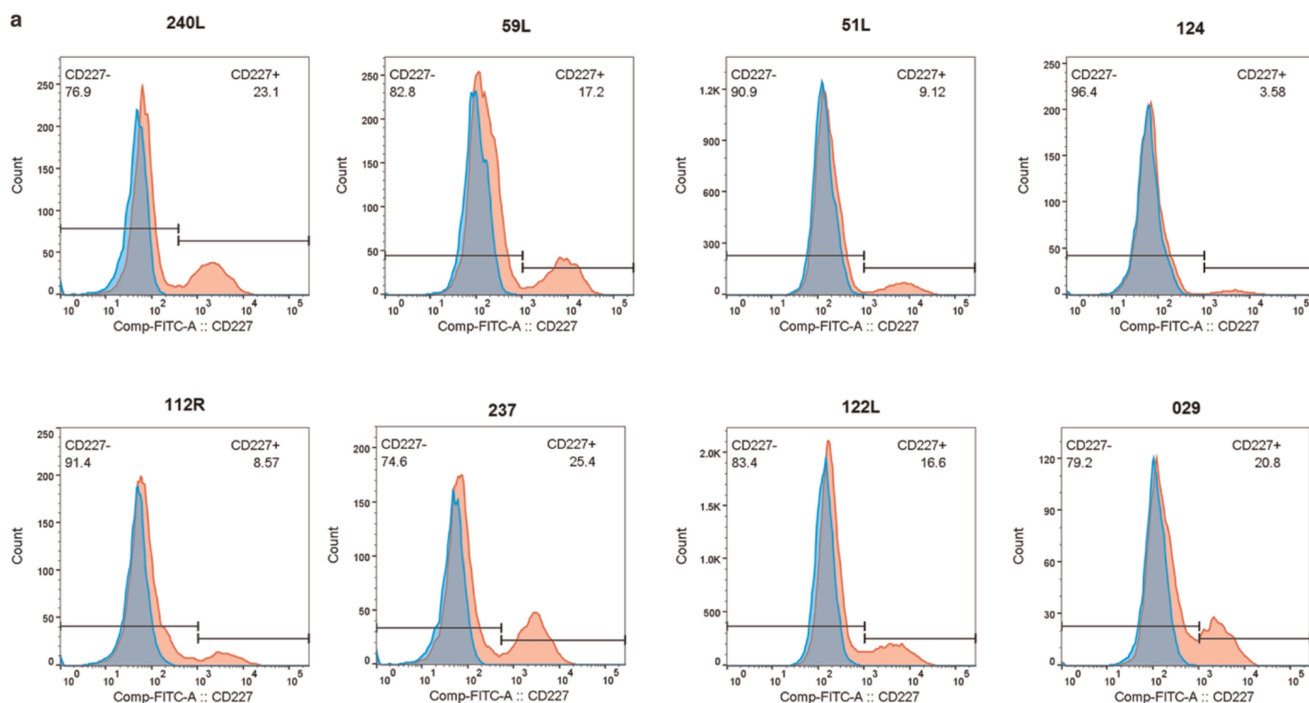 a
240L
CD227-
76.9
CD227+
23.1
250
200
150
100
50
0
Count
10^0 10^1 10^2 10^3 10^4 10^5
Comp-FITC-A :: CD227
59L
CD227-
82.8
CD227+
17.2
250
200
150
100
50
0
Count
10^0 10^1 10^2 10^3 10^4 10^5
Comp-FITC-A :: CD227
51L
CD227-
90.9
CD227+
9.12
1.2K
900
600
300
0
Count
10^0 10^1 10^2 10^3 10^4 10^5
Comp-FITC-A :: CD227
124
CD227-
96.4
CD227+
3.58
250
200
150
100
50
0
Count
10^0 10^1 10^2 10^3 10^4 10^5
Comp-FITC-A :: CD227
112R
CD227-
91.4
CD227+
8.57
250
200
150
100
50
0
Count
10^0 10^1 10^2 10^3 10^4 10^5
Comp-FITC-A :: CD227
237
CD227-
74.6
CD227+
25.4
200
150
100
50
0
Count
10^0 10^1 10^2 10^3 10^4 10^5
Comp-FITC-A :: CD227
122L
CD227-
83.4
CD227+
16.6
2.0K
1.5K
1.0K
500
0
Count
10^0 10^1 10^2 10^3 10^4 10^5
Comp-FITC-A :: CD227
029
CD227-
79.2
CD227+
20.8
120
90
60
30
0
Count
10^0 10^1 10^2 10^3 10^4 10^5
Comp-FITC-A :: CD227